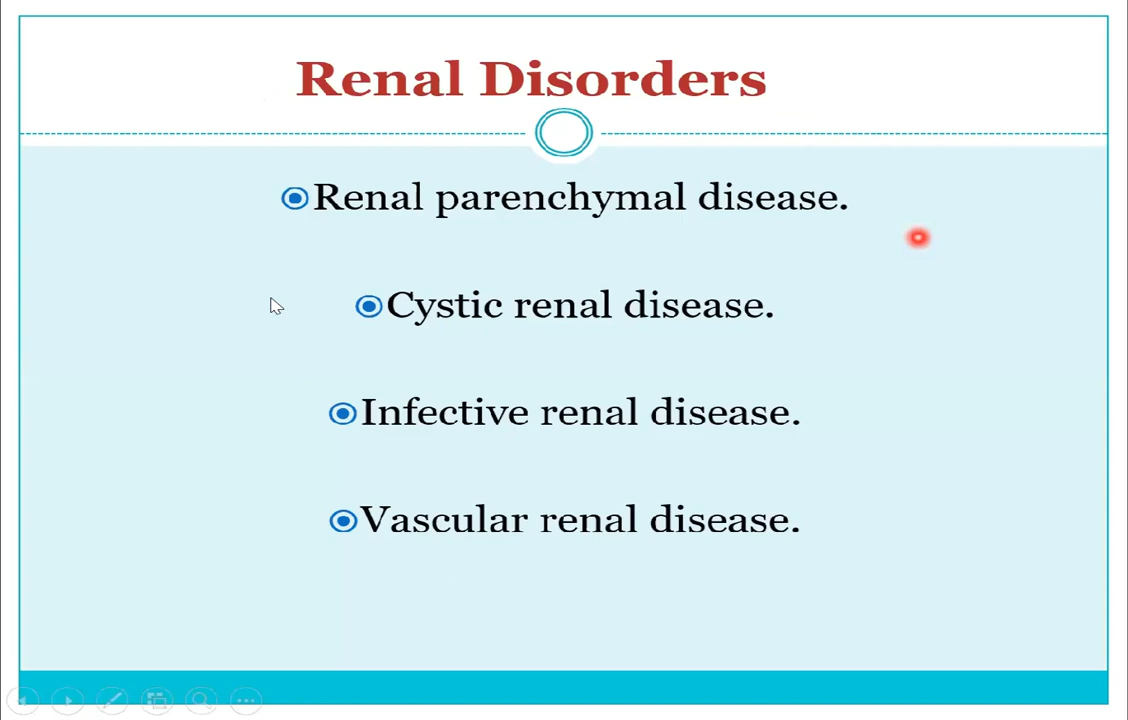 Renal Disorders
Renal parenchymal disease.
Cystic renal disease.
Infective renal disease.
Vascular renal disease.